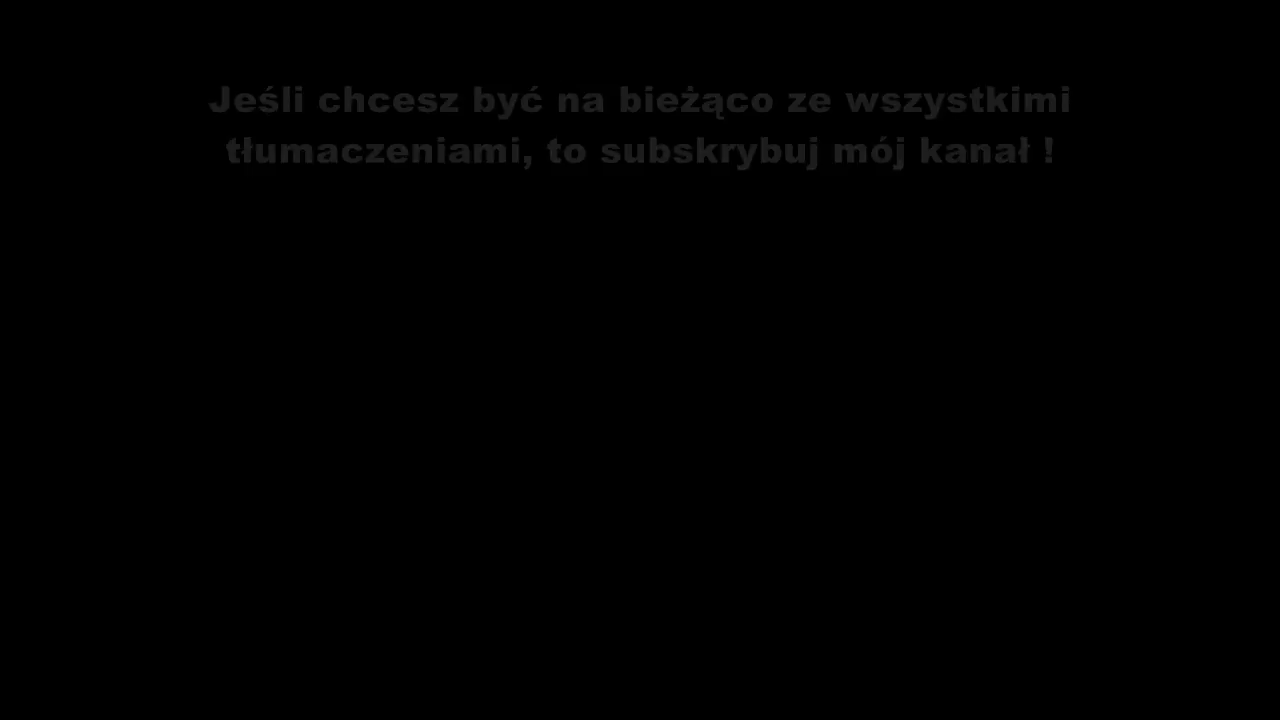 Jeśli chcesz być na bieżąco ze wszystkimi
tłumaczeniami, to subskrybuj mój kanał !